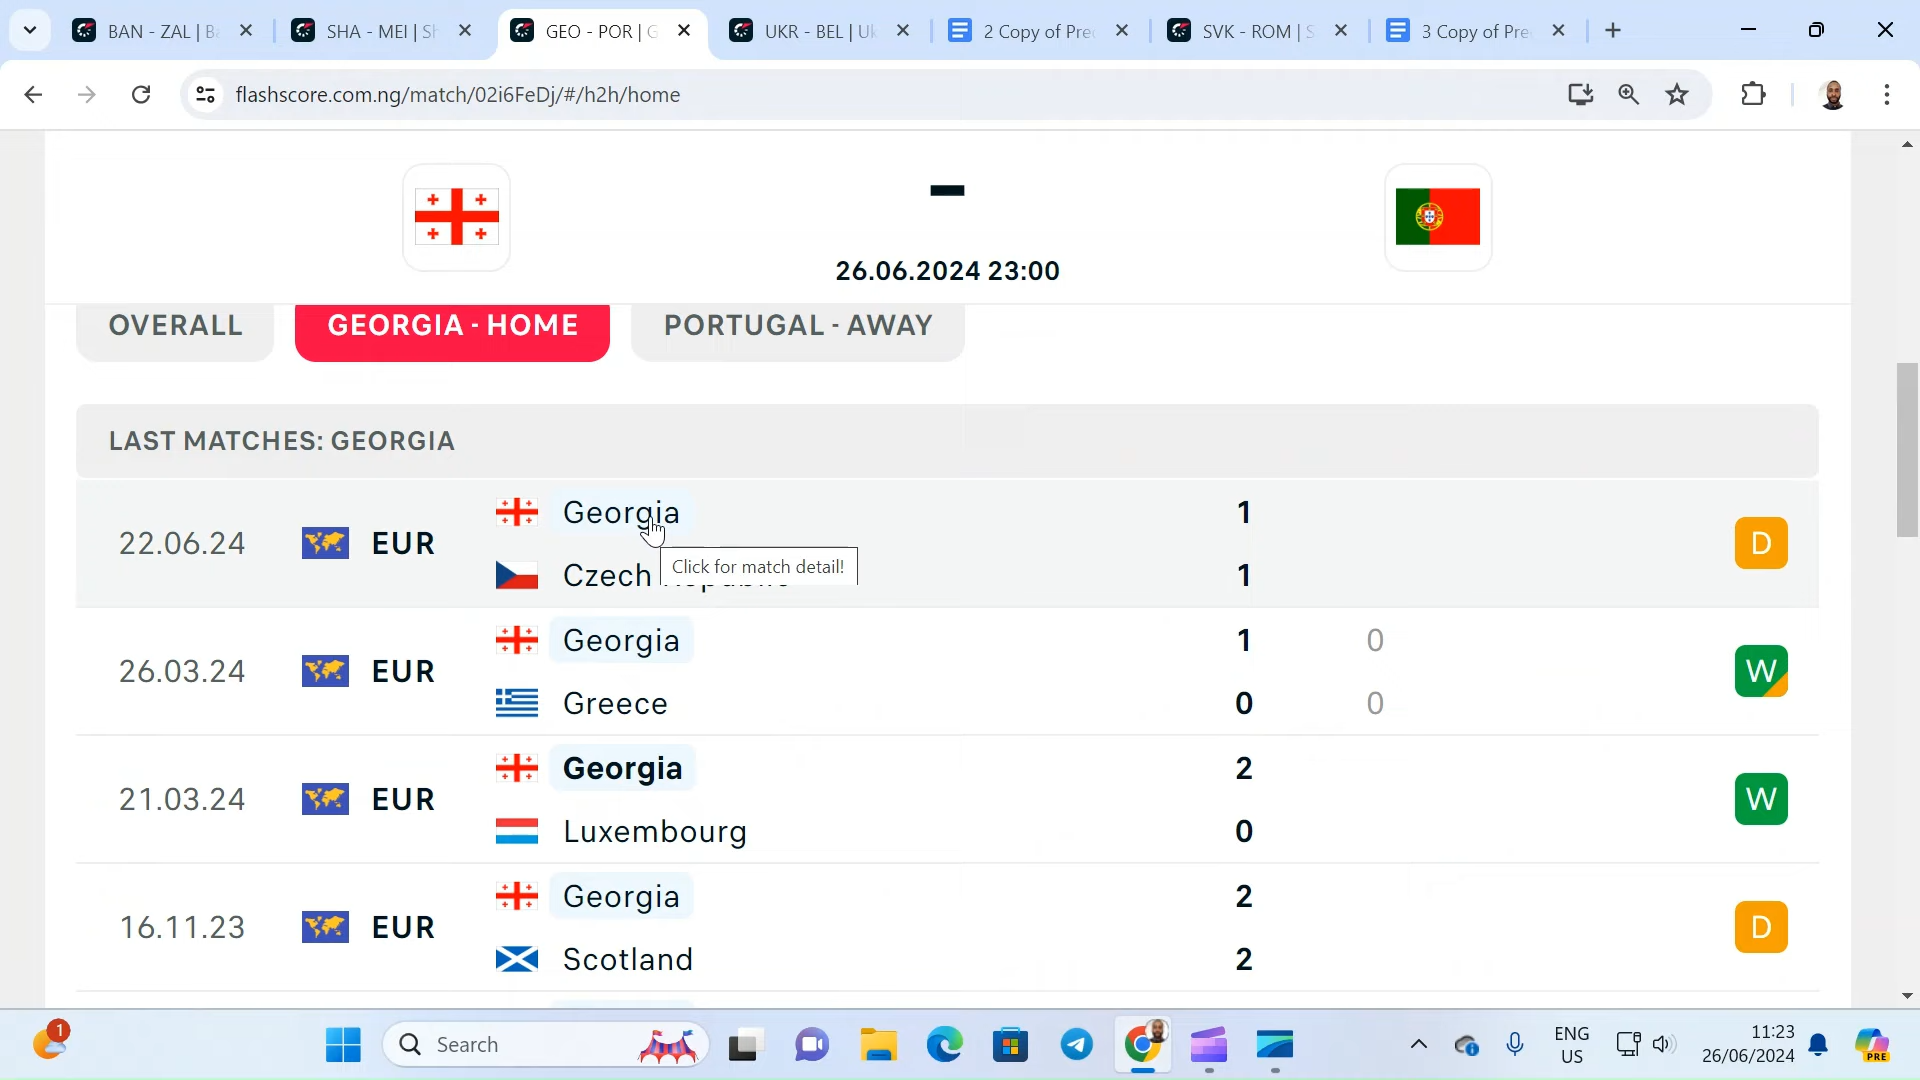 BAN - ZAL | Ba
SHA - MEI | Sh
GEO - POR | G
UKR - BEL | Uk
2 Copy of Pre
SVK - ROM | S
3 Copy of Pre
flashscore.com.ng/match/02i6FeDj/#/h2h/home
26.06.2024 23:00
OVERALL
GEORGIA - HOME
PORTUGAL - AWAY
LAST MATCHES: GEORGIA
22.06.24 EUR Georgia 1 D
Czech 1
Click for match detail!
26.03.24 EUR Georgia 1 0 W
Greece 0 0
21.03.24 EUR Georgia 2 W
Luxembourg 0
16.11.23 EUR Georgia 2 D
Scotland 2
1
Search
ENG
US
11:23
26/06/2024
PRE